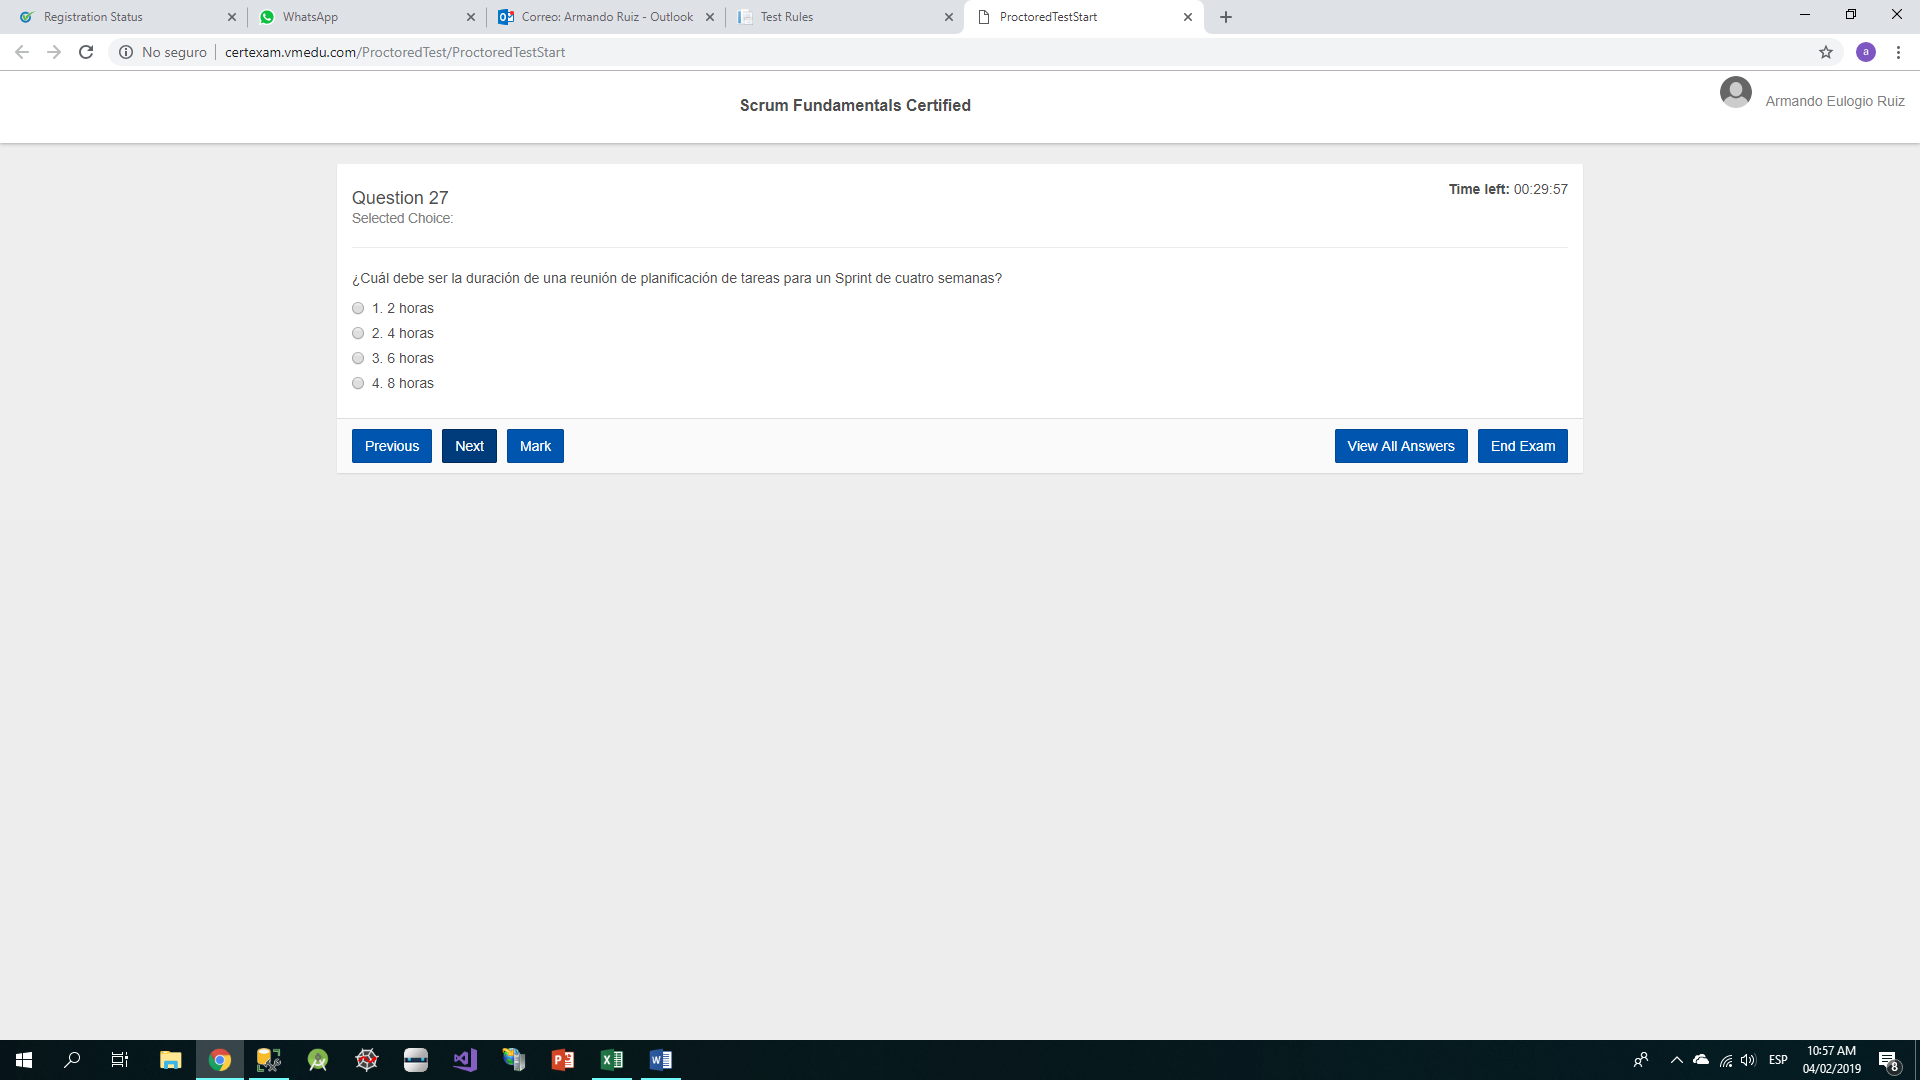 Registration Status
WhatsApp
Correo: Armando Ruiz - Outlook
Test Rules
ProctoredTestStart
No seguro
certexam.vmedu.com/ProctoredTest/ProctoredTestStart
a
Scrum Fundamentals Certified
Armando Eulogio Ruiz
Question 27
Time left: 00:29:57
Selected Choice:
¿Cuál debe ser la duración de una reunión de planificación de tareas para un Sprint de cuatro semanas?
1. 2 horas
2. 4 horas
3. 6 horas
4. 8 horas
Previous
Next
Mark
View All Answers
End Exam
ESP
10:57 AM
04/02/2019
8